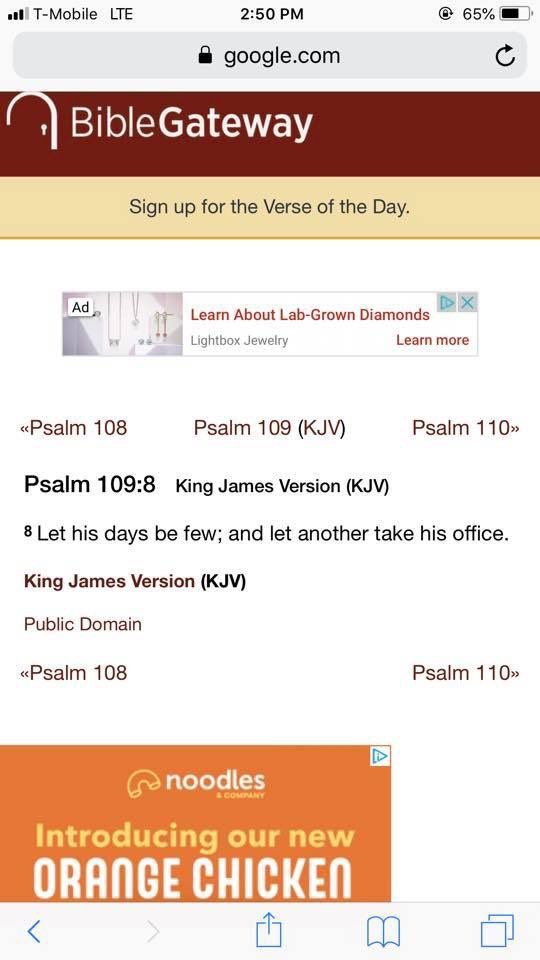 T-Mobile LTE 2:50 PM 65%
google.com
BibleGateway
Sign up for the Verse of the Day.
Ad
Learn About Lab-Grown Diamonds
Lightbox Jewelry Learn more
«Psalm 108 Psalm 109 (KJV) Psalm 110»
Psalm 109:8 King James Version (KJV)
8 Let his days be few; and let another take his office.
King James Version (KJV)
Public Domain
«Psalm 108 Psalm 110»
noodles
& COMPANY
Introducing our new
ORANGE CHICKEN